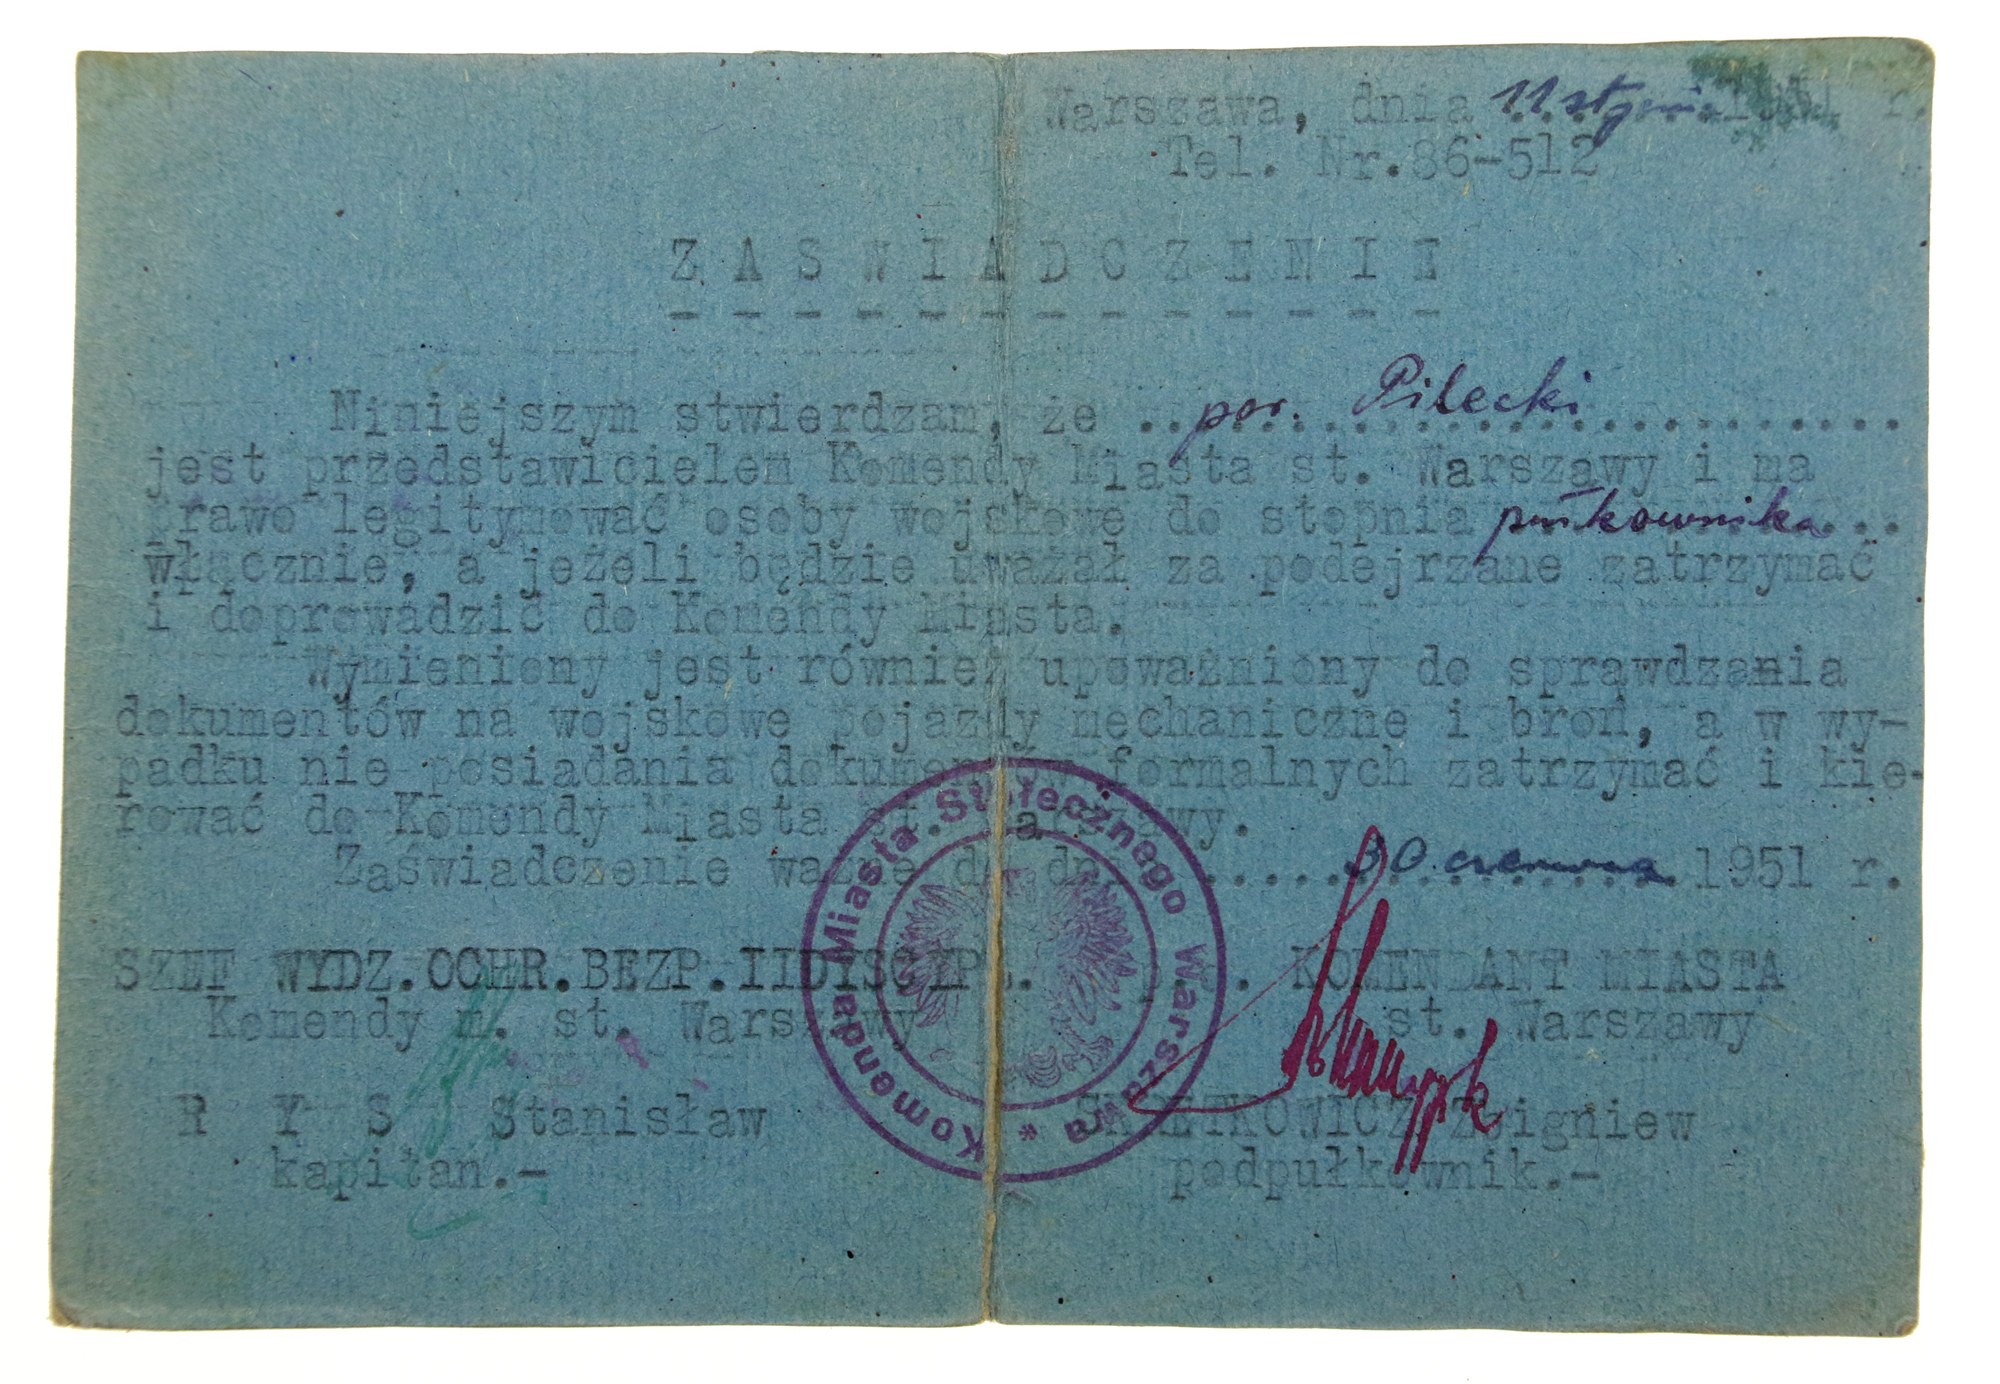 Warszawa, dnia 11 stycznia 1951 r.
Tel. Nr.86-512
Z A S W I A D C Z E N I E
- - - - - - - - - - - - -
Niniejszym stwierdzam, że .. por. Pilecki ..........
jest przedstawicielem Komendy Miasta st. Warszawy i ma
prawo legitymować osoby wojskowe do stopnia pułkownika...
włącznie, a jeżeli będzie uważał za podejrzane zatrzymać
i doprowadzić do Komendy Miasta.
Wymieniony jest również upoważniony do sprawdzania
dokumentów na wojskowe pojazdy mechaniczne i broń, a w wy-
padku nie posiadania dokumentów formalnych zatrzymać i kie-
rować do Komendy Miasta st. Warszawy.
Zaświadczenie ważne do dnia ..... 30 czerwca 1951 r.
SZEF WYDZ.OCHR.BEZP.IIDYSCYPL.
Komendy m. st. Warszawy
R Y S Stanisław
kapitan.-
KOMENDANT MIASTA
st. Warszawy
Zbigniew
podpułkownik.-
Komenda Miasta Stołecznego Warszawa *